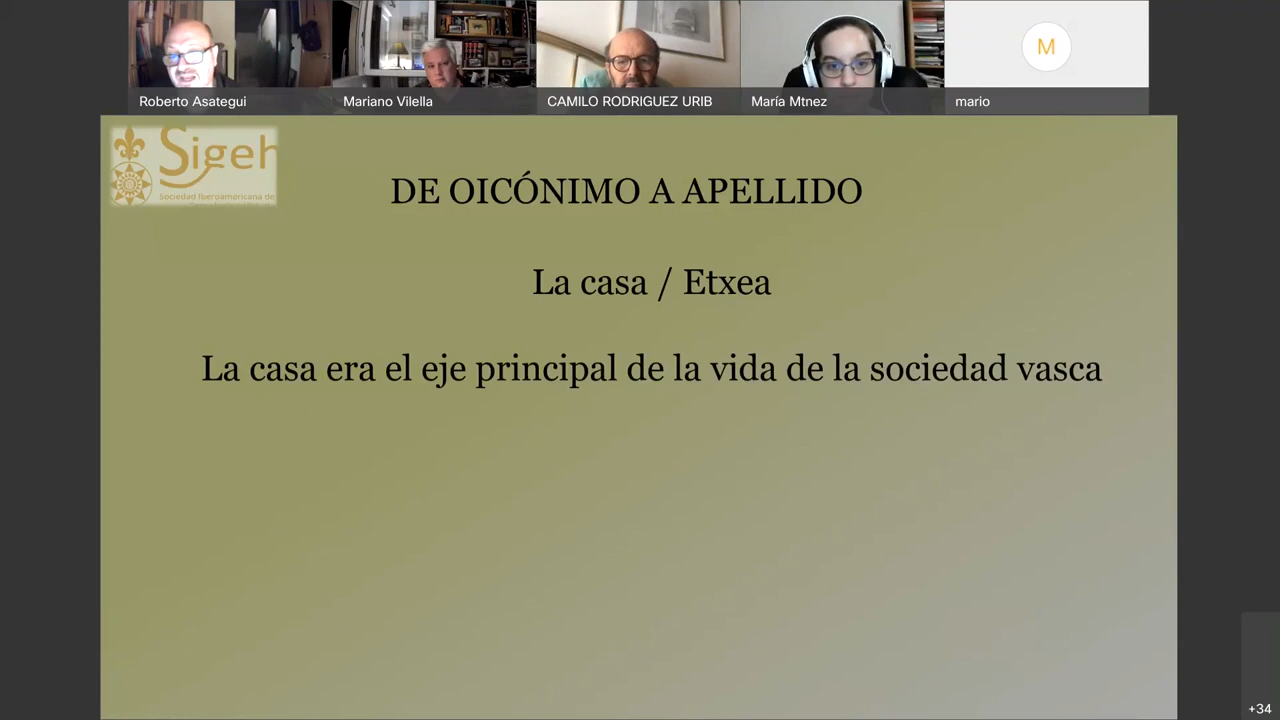 Roberto Asategui
Mariano Vilella
CAMILO RODRIGUEZ URIB
María Mtnez
M
mario
Sigeh
Sociedad Iberoamericana de
DE OICÓNIMO A APELLIDO
La casa / Etxea
La casa era el eje principal de la vida de la sociedad vasca
+34